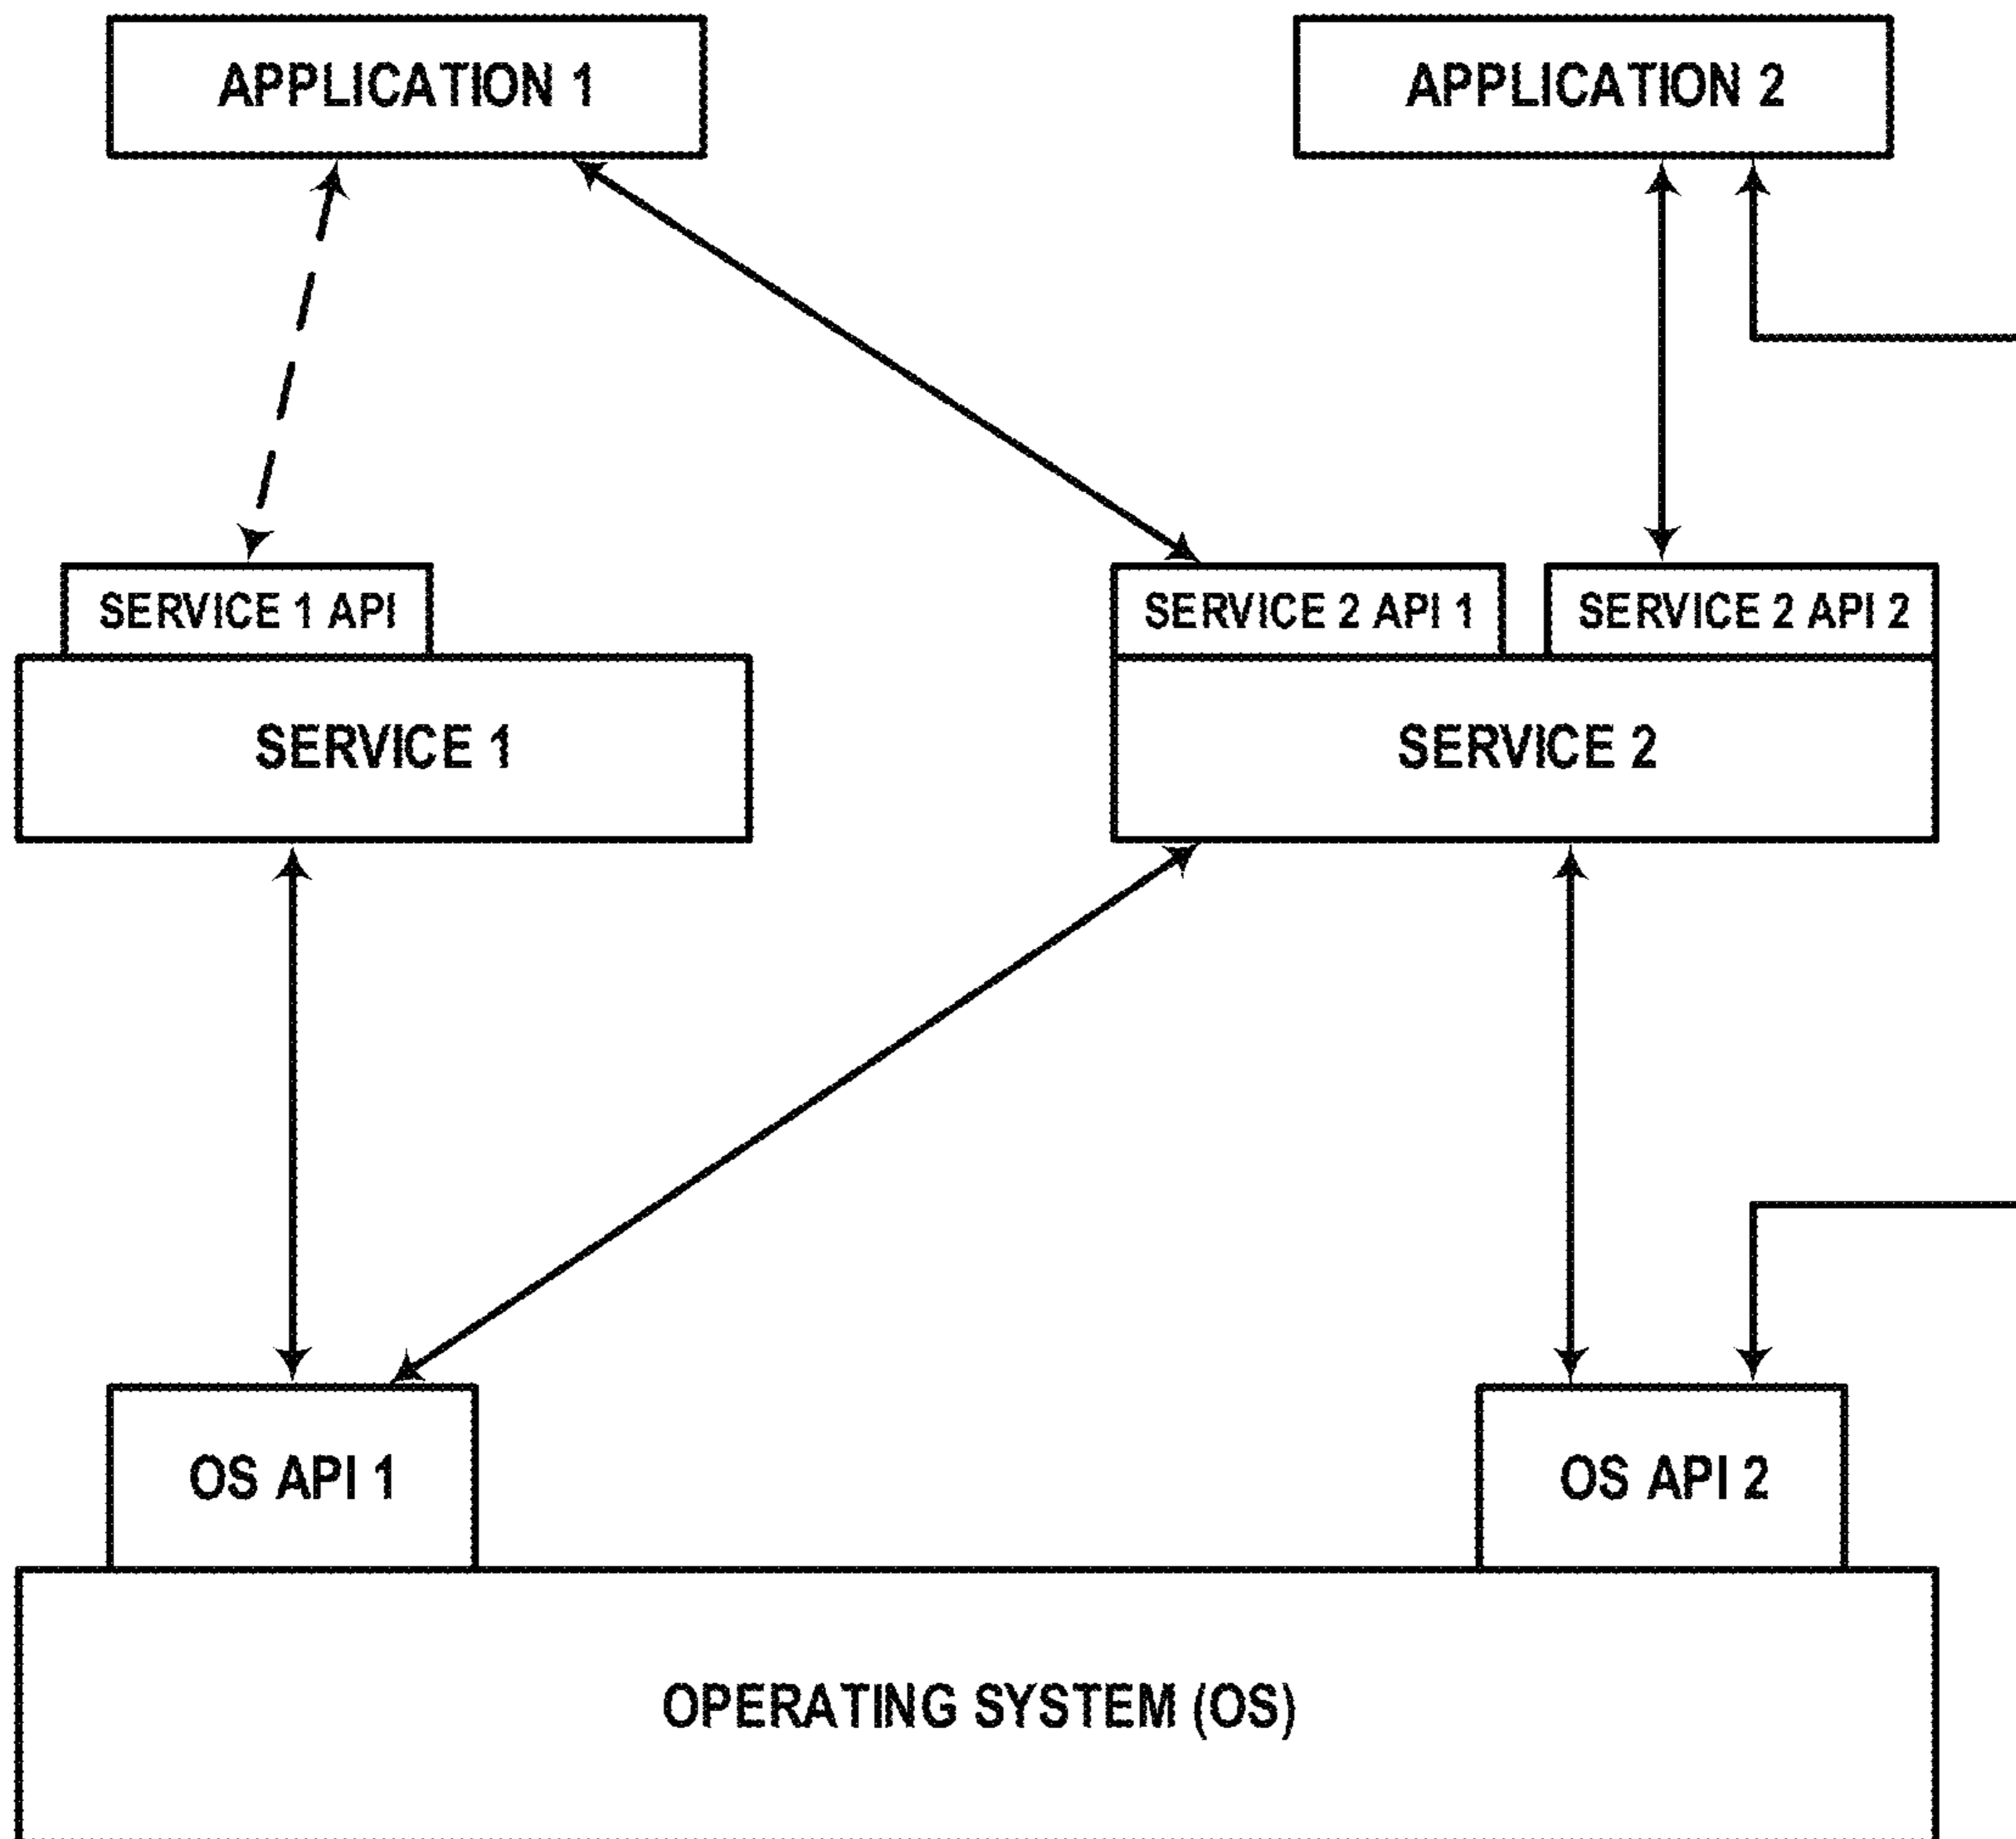 APPLICATION 1
APPLICATION 2
SERVICE 1 API
SERVICE 2 API 1
SERVICE 2 API 2
SERVICE 1
SERVICE 2
OS API 1
OS API 2
OPERATING SYSTEM (OS)